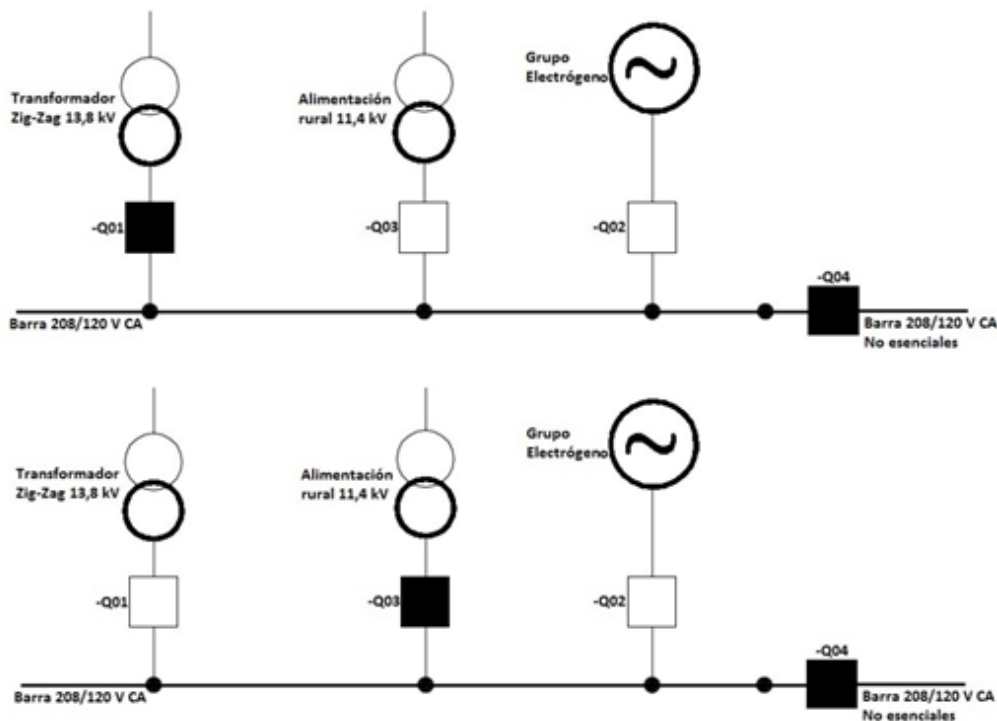 Transformador
Zig-Zag 13,8 kV
Alimentación
rural 11,4 kV
Grupo
Electrógeno
-Q01
-Q03
-Q02
-Q04
Barra 208/120 V CA
Barra 208/120 V CA
No esenciales
Transformador
Zig-Zag 13,8 kV
Alimentación
rural 11,4 kV
Grupo
Electrógeno
-Q01
-Q03
-Q02
-Q04
Barra 208/120 V CA
Barra 208/120 V CA
No esenciales